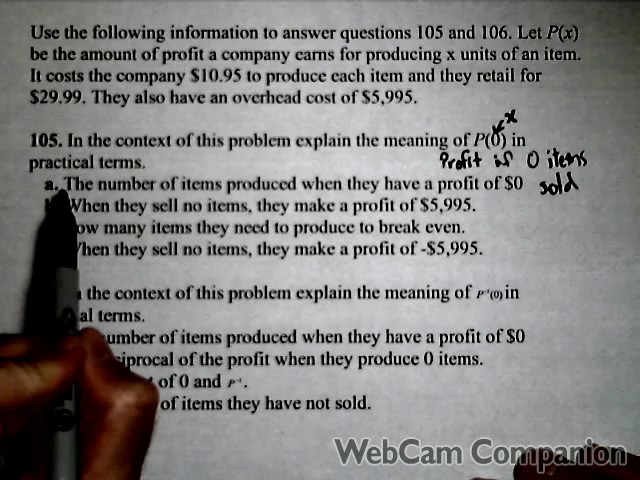 Use the following information to answer questions 105 and 106. Let P(x)
be the amount of profit a company earns for producing x units of an item.
It costs the company $10.95 to produce each item and they retail for
$29.99. They also have an overhead cost of $5,995.
x
105. In the context of this problem explain the meaning of P(0) in
practical terms.
Profit if 0 items
sold
a. The number of items produced when they have a profit of $0
When they sell no items, they make a profit of $5,995.
ow many items they need to produce to break even.
hen they sell no items, they make a profit of -$5,995.
the context of this problem explain the meaning of P⁻¹(0) in
al terms.
umber of items produced when they have a profit of $0
iprocal of the profit when they produce 0 items.
of 0 and P⁻¹.
of items they have not sold.
WebCam Companion